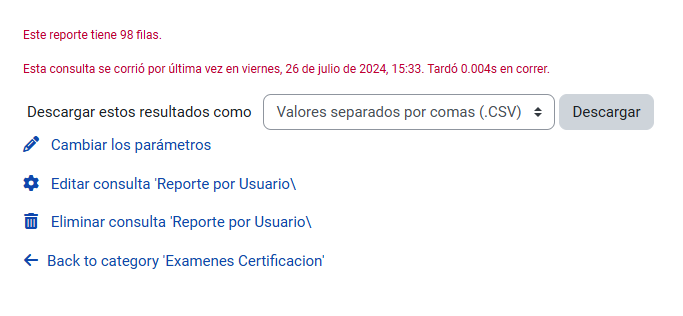 Este reporte tiene 98 filas.
Esta consulta se corrió por última vez en viernes, 26 de julio de 2024, 15:33. Tardó 0.004s en correr.
Descargar estos resultados como Valores separados por comas (.CSV) Descargar
Cambiar los parámetros
Editar consulta 'Reporte por Usuario\
Eliminar consulta 'Reporte por Usuario\
Back to category 'Examenes Certificacion'